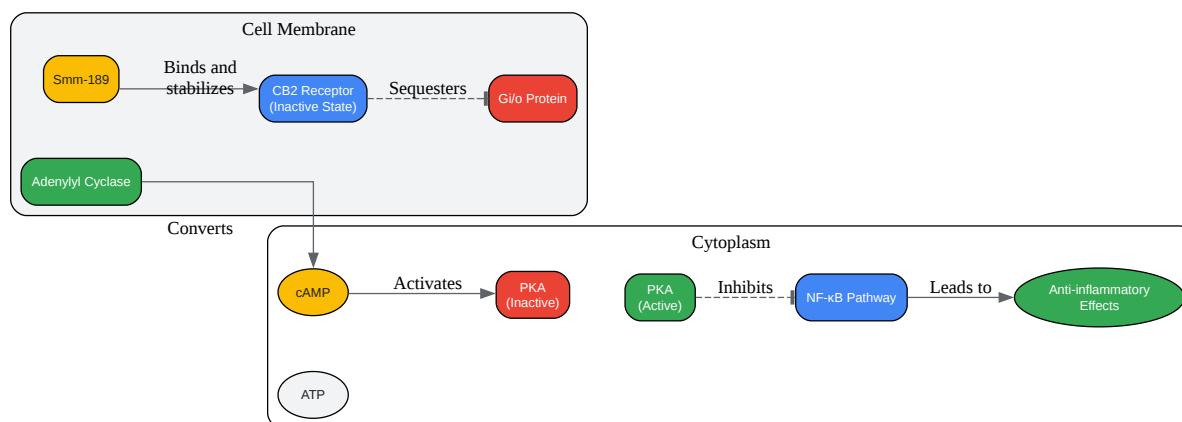 Cell Membrane
Smm-189
Binds and
stabilizes
CB2 Receptor
(Inactive State)
Sequesters
Gi/o Protein
Adenylyl Cyclase
Converts
Cytoplasm
cAMP
Activates
PKA
(Inactive)
PKA
(Active)
Inhibits
NF-κB Pathway
Leads to
Anti-inflammatory
Effects
ATP